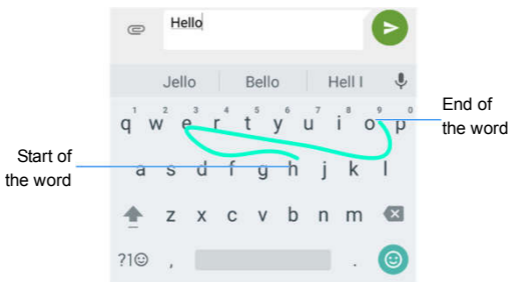 Hello
Jello Bello Hell I
1 2 3 4 5 6 7 8 9 0
q w e r t y u i o p
End of
the word
Start of
the word
a s d f g h j k l
z x c v b n m
?1☺ , .